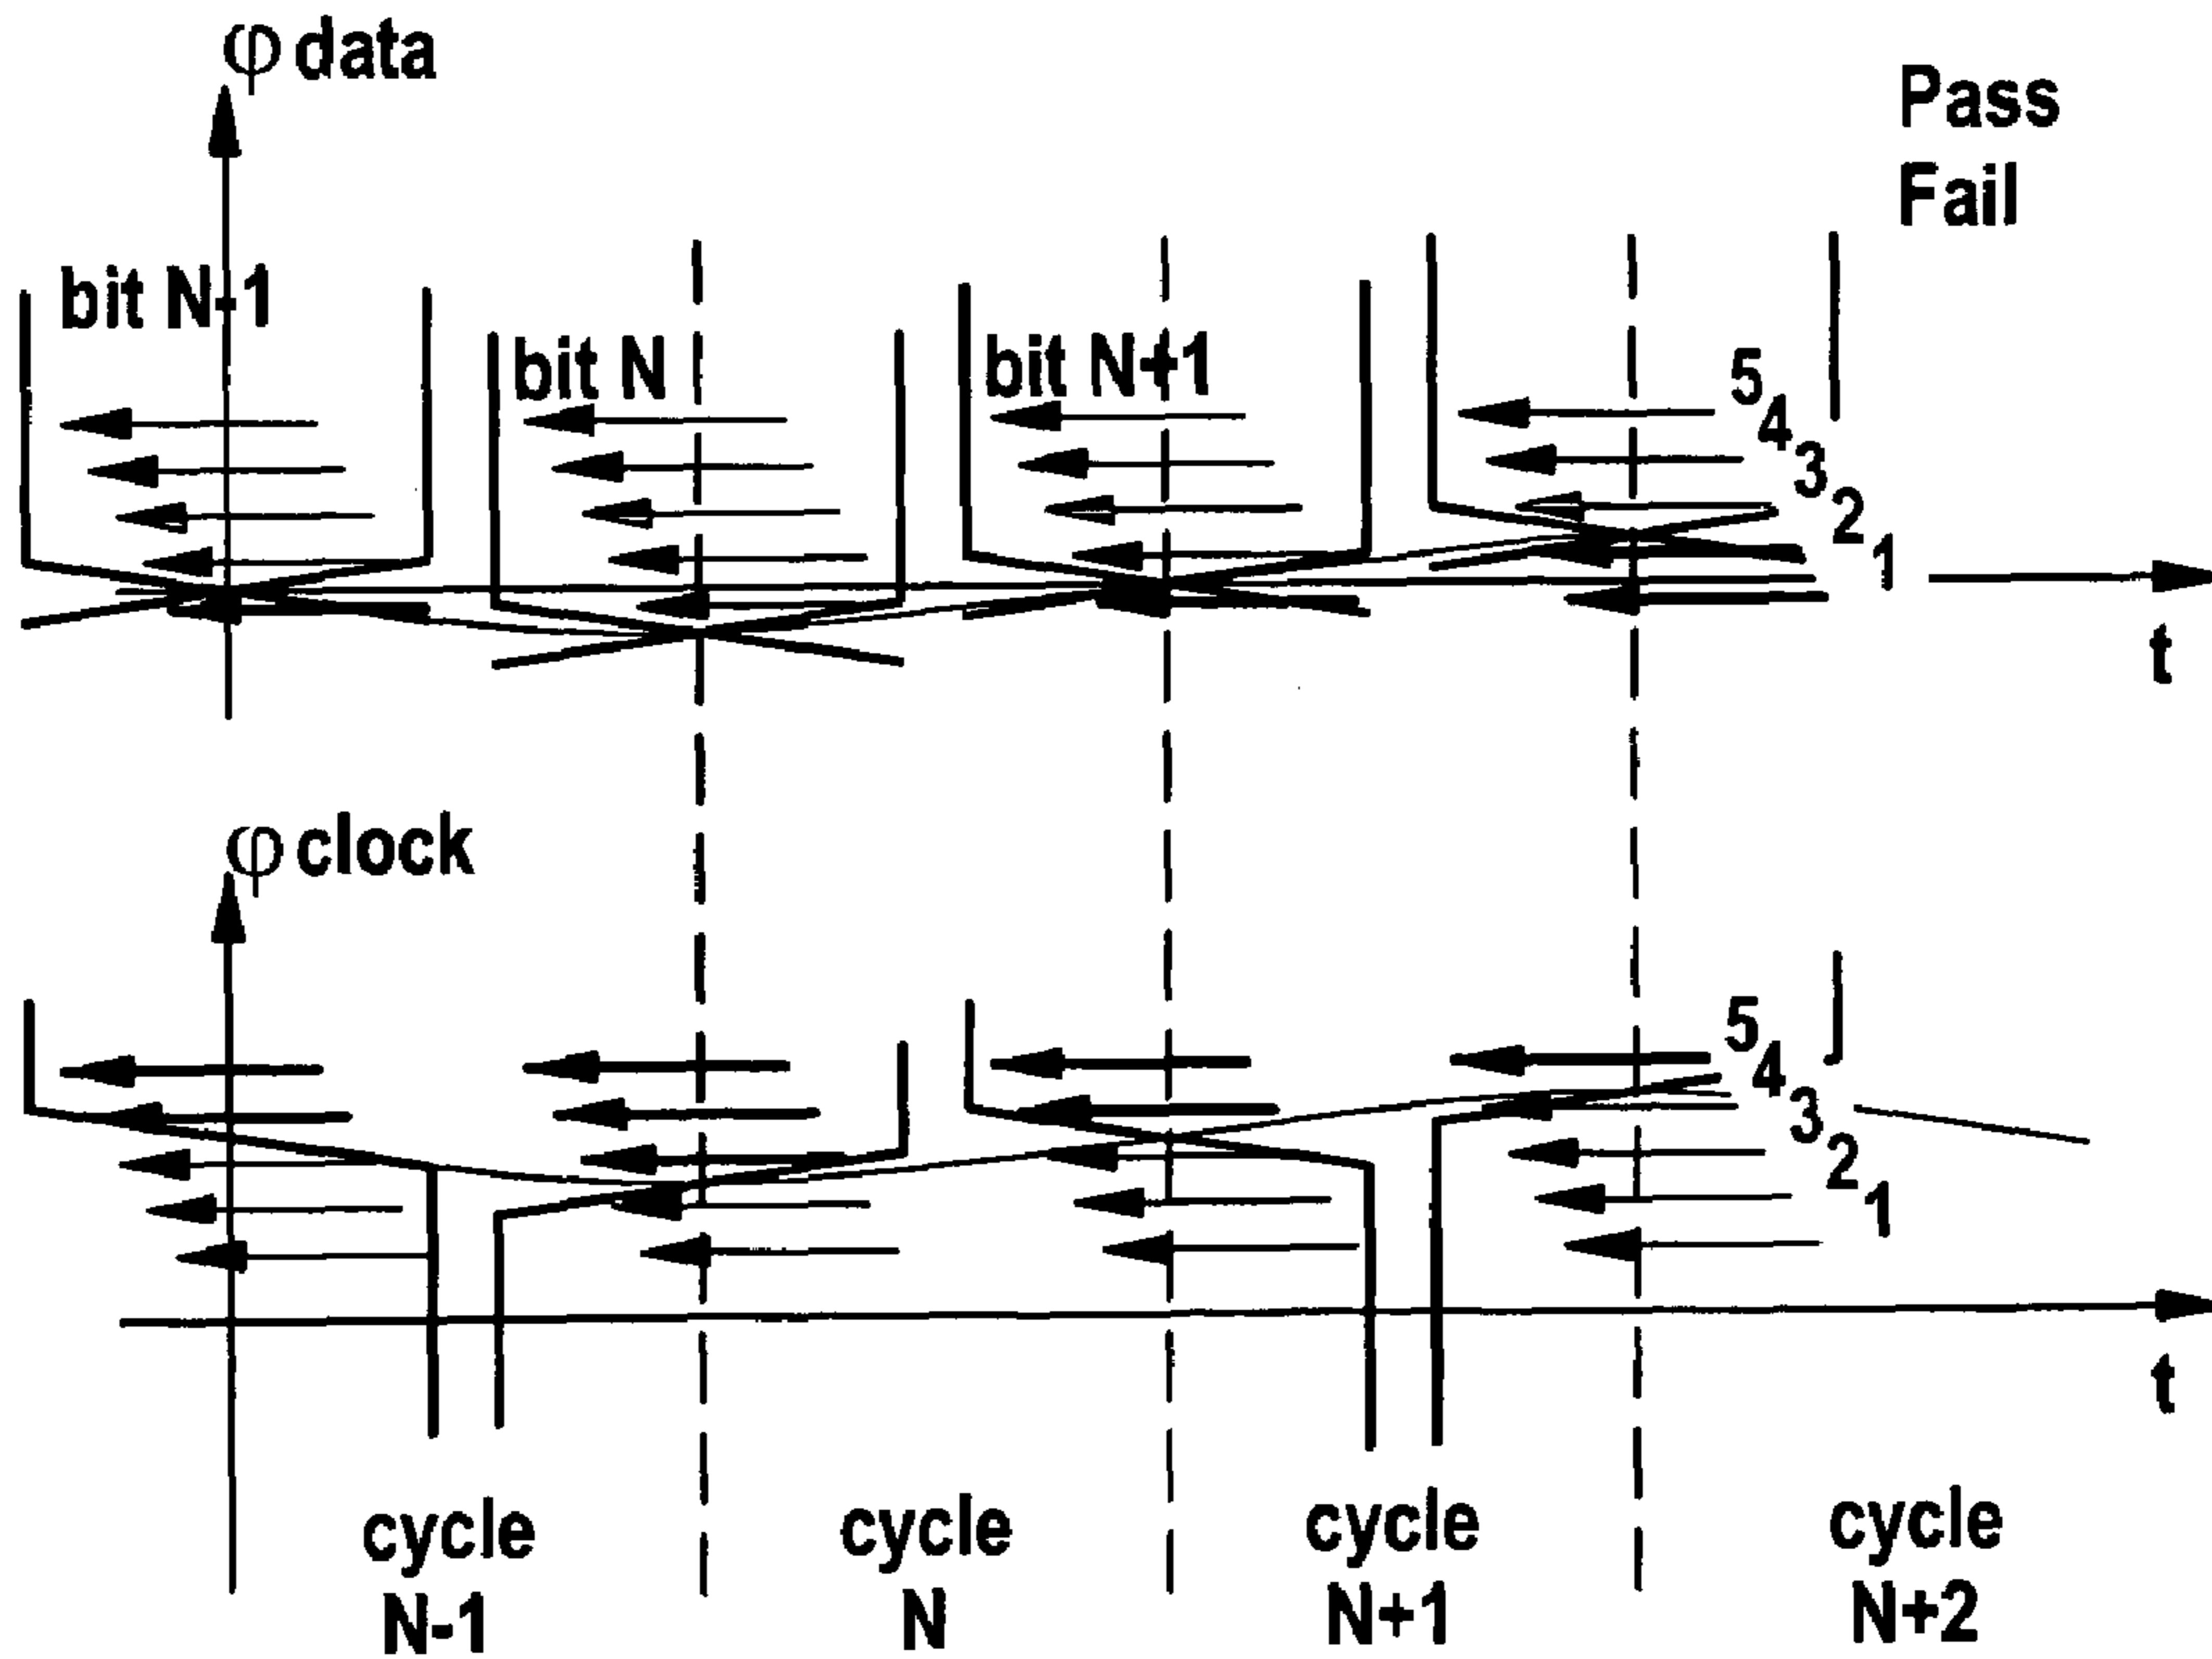 φ data
Pass
Fail
bit N-1
bit N
bit N+1
5
4
3
2
1
t
φ clock
5
4
3
2
1
t
cycle
N-1
cycle
N
cycle
N+1
cycle
N+2